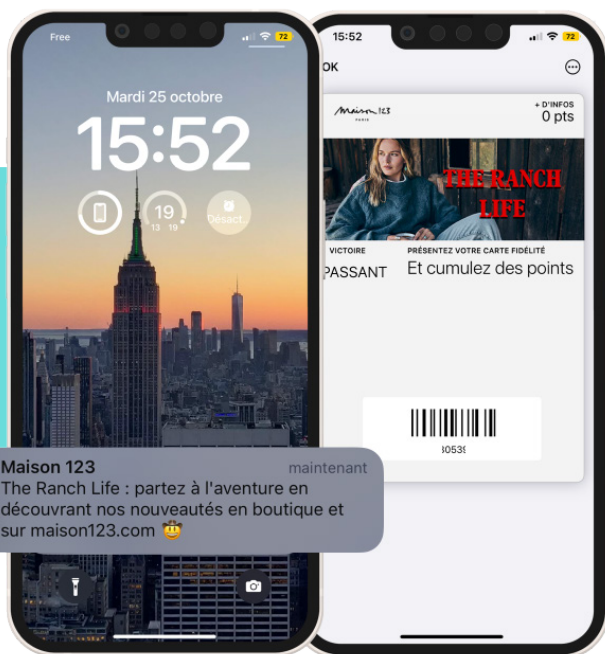 Free
72
Mardi 25 octobre
15:52
19
13 19
Désact…
Maison 123
maintenant
The Ranch Life : partez à l'aventure en
découvrant nos nouveautés en boutique et
sur maison123.com 🤠
15:52
72
OK
Maison 123
PARIS
+ D'INFOS
0 pts
THE RANCH
LIFE
VICTOIRE
PRÉSENTEZ VOTRE CARTE FIDÉLITÉ
PASSANT
Et cumulez des points
80539